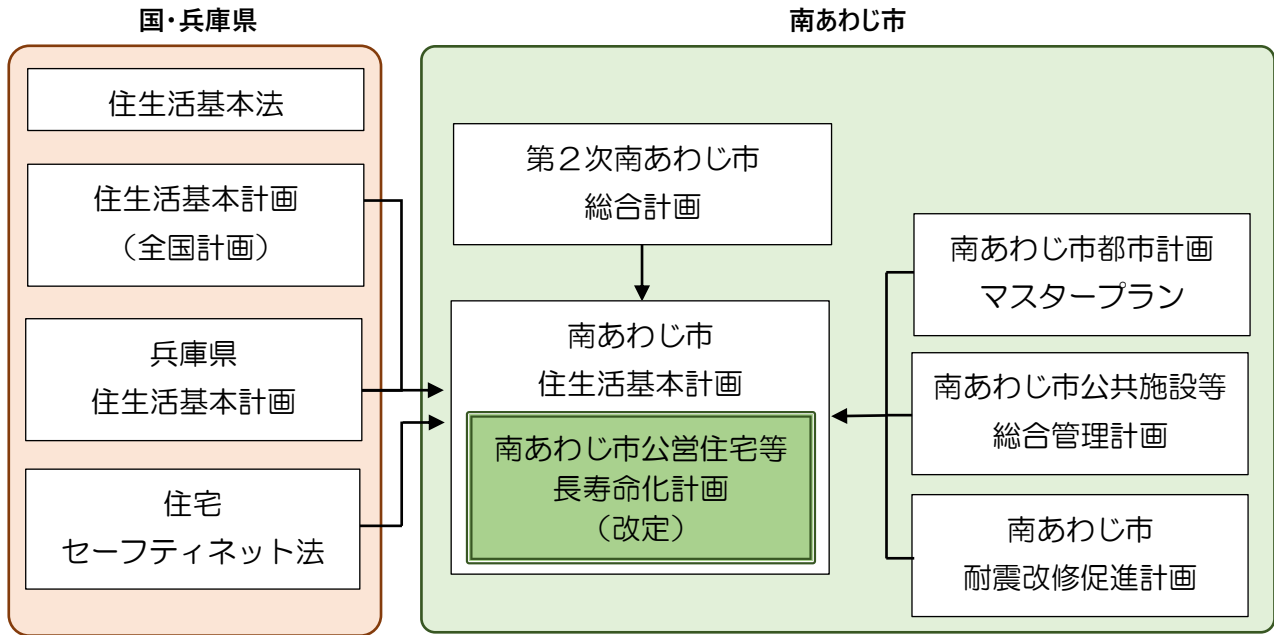 国・兵庫県
住生活基本法
住生活基本計画
（全国計画）
兵庫県
住生活基本計画
住宅
セーフティネット法
南あわじ市
第２次南あわじ市
総合計画
南あわじ市
住生活基本計画
南あわじ市公営住宅等
長寿命化計画
（改定）
南あわじ市都市計画
マスタープラン
南あわじ市公共施設等
総合管理計画
南あわじ市
耐震改修促進計画